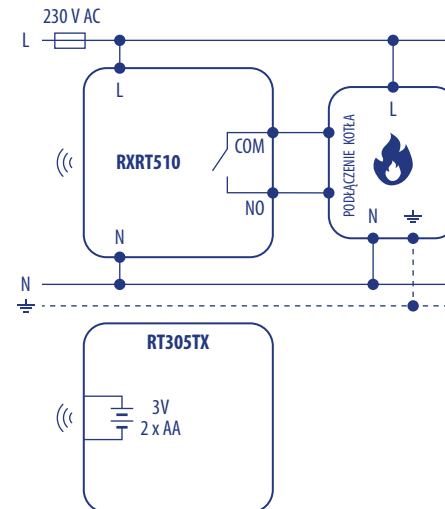 230 V AC
L
L
L
RXRT510
COM
NO
PODŁĄCZENIE KOTŁA
N
N
N
RT305TX
3V
2 x AA